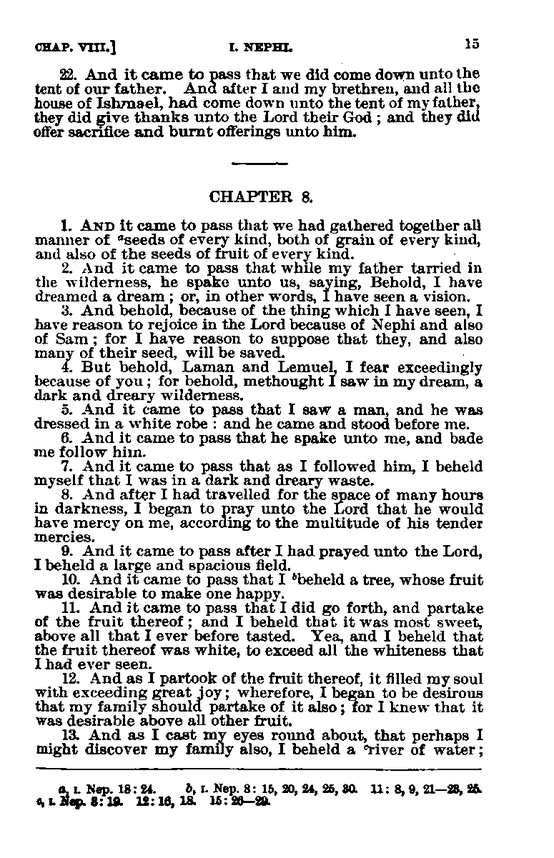 CHAP. VIII.] I. NEPHI. 15
22. And it came to pass that we did come down unto the
tent of our father. And after I and my brethren, and all the
house of Ishmael, had come down unto the tent of my father,
they did give thanks unto the Lord their God ; and they did
offer sacrifice and burnt offerings unto him.
CHAPTER 8.
1. AND it came to pass that we had gathered together all
manner of ᵃseeds of every kind, both of grain of every kind,
and also of the seeds of fruit of every kind.
2. And it came to pass that while my father tarried in
the wilderness, he spake unto us, saying, Behold, I have
dreamed a dream ; or, in other words, I have seen a vision.
3. And behold, because of the thing which I have seen, I
have reason to rejoice in the Lord because of Nephi and also
of Sam ; for I have reason to suppose that they, and also
many of their seed, will be saved.
4. But behold, Laman and Lemuel, I fear exceedingly
because of you ; for behold, methought I saw in my dream, a
dark and dreary wilderness.
5. And it came to pass that I saw a man, and he was
dressed in a white robe : and he came and stood before me.
6. And it came to pass that he spake unto me, and bade
me follow him.
7. And it came to pass that as I followed him, I beheld
myself that I was in a dark and dreary waste.
8. And after I had travelled for the space of many hours
in darkness, I began to pray unto the Lord that he would
have mercy on me, according to the multitude of his tender
mercies.
9. And it came to pass after I had prayed unto the Lord,
I beheld a large and spacious field.
10. And it came to pass that I ᵇbeheld a tree, whose fruit
was desirable to make one happy.
11. And it came to pass that I did go forth, and partake
of the fruit thereof ; and I beheld that it was most sweet,
above all that I ever before tasted. Yea, and I beheld that
the fruit thereof was white, to exceed all the whiteness that
I had ever seen.
12. And as I partook of the fruit thereof, it filled my soul
with exceeding great joy ; wherefore, I began to be desirous
that my family should partake of it also ; for I knew that it
was desirable above all other fruit.
13. And as I cast my eyes round about, that perhaps I
might discover my family also, I beheld a ᶜriver of water ;
a, I. Nep. 18 : 24. b, I. Nep. 8 : 15, 20, 24, 25, 30. 11 : 8, 9, 21—23, 25.
c, I. Nep. 8 : 19. 12 : 16, 18. 15 : 26—29.